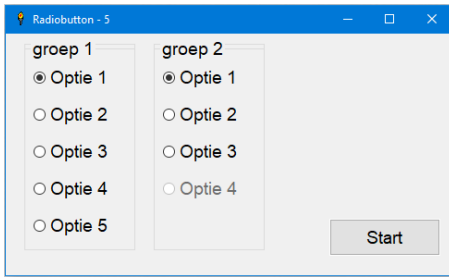 Radiobutton - 5
groep 1
Optie 1
Optie 2
Optie 3
Optie 4
Optie 5
groep 2
Optie 1
Optie 2
Optie 3
Optie 4
Start